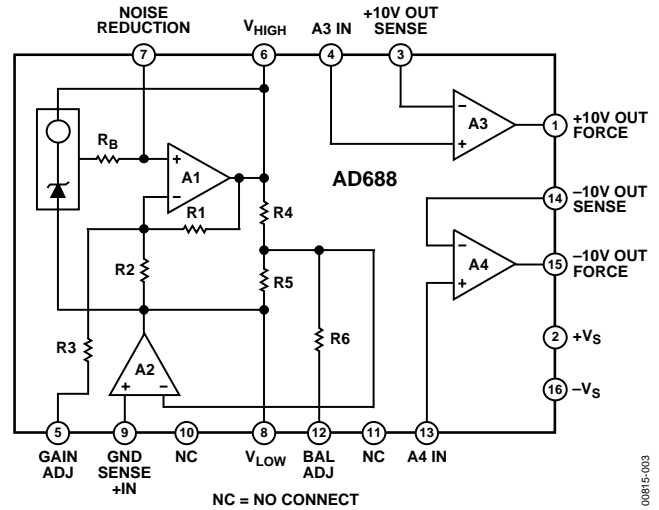 NOISE
REDUCTION
VHIGH
A3 IN
+10V OUT
SENSE
7
6
4
3
RB
A1
R1
R4
AD688
A3
1
+10V OUT
FORCE
14
–10V OUT
SENSE
R2
R5
A4
15
–10V OUT
FORCE
R3
R6
2
+VS
A2
16
–VS
5
9
10
8
12
11
13
GAIN
ADJ
GND
SENSE
+IN
NC
VLOW
BAL
ADJ
NC
A4 IN
NC = NO CONNECT
00815-003